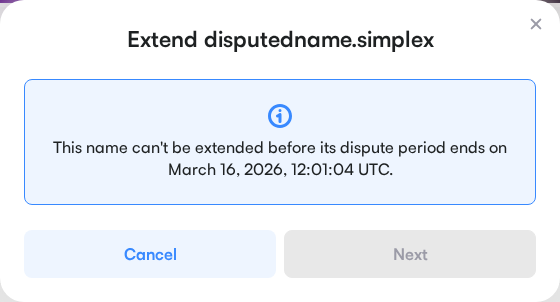 Extend disputedname.simplex
This name can't be extended before its dispute period ends on
March 16, 2026, 12:01:04 UTC.
Cancel
Next